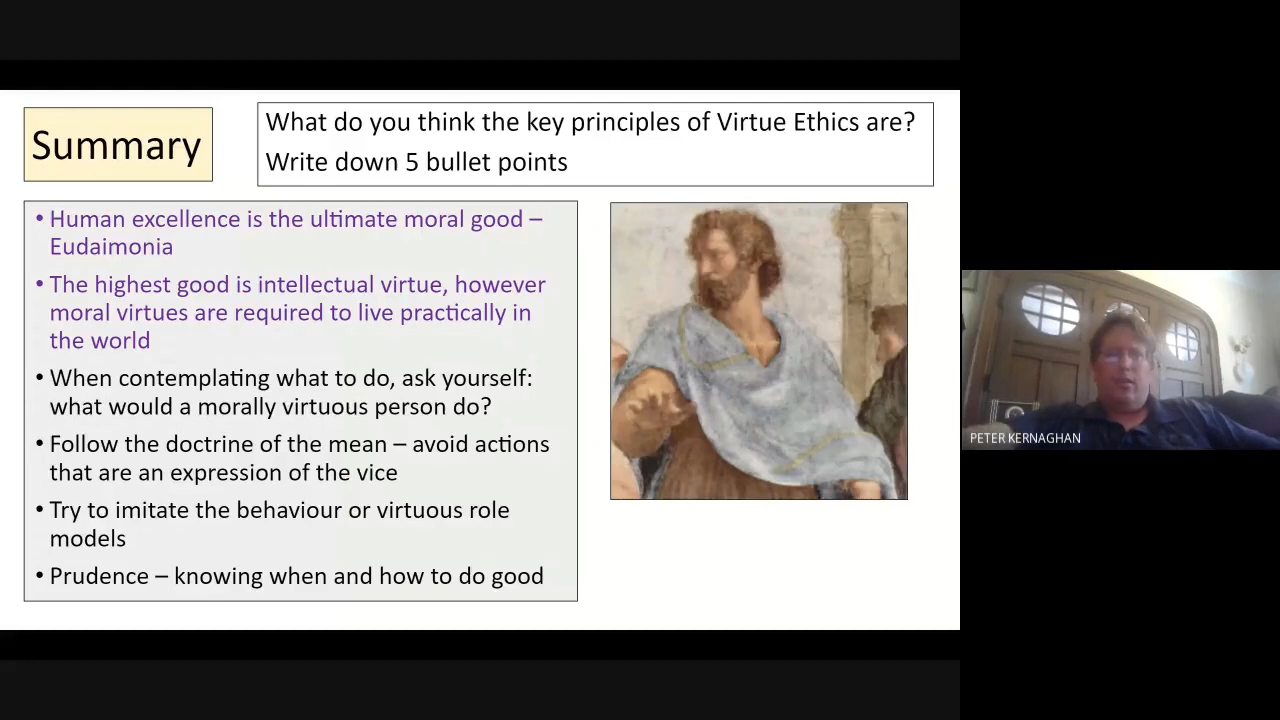 Summary
What do you think the key principles of Virtue Ethics are?
Write down 5 bullet points
• Human excellence is the ultimate moral good –
Eudaimonia
• The highest good is intellectual virtue, however
moral virtues are required to live practically in
the world
• When contemplating what to do, ask yourself:
what would a morally virtuous person do?
• Follow the doctrine of the mean – avoid actions
that are an expression of the vice
• Try to imitate the behaviour or virtuous role
models
• Prudence – knowing when and how to do good
PETER KERNAGHAN